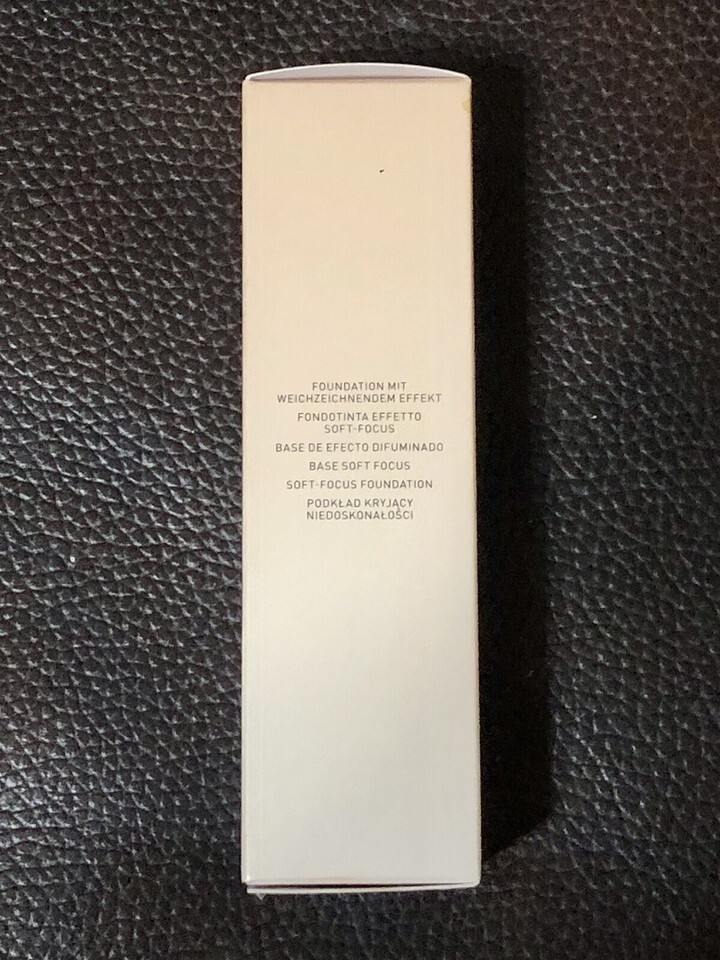 FOUNDATION MIT
WEICHZEICHNENDEM EFFEKT
FONDOTINTA EFFETTO
SOFT-FOCUS
BASE DE EFECTO DIFUMINADO
BASE SOFT FOCUS
SOFT-FOCUS FOUNDATION
PODKŁAD KRYJĄCY
NIEDOSKONAŁOŚCI